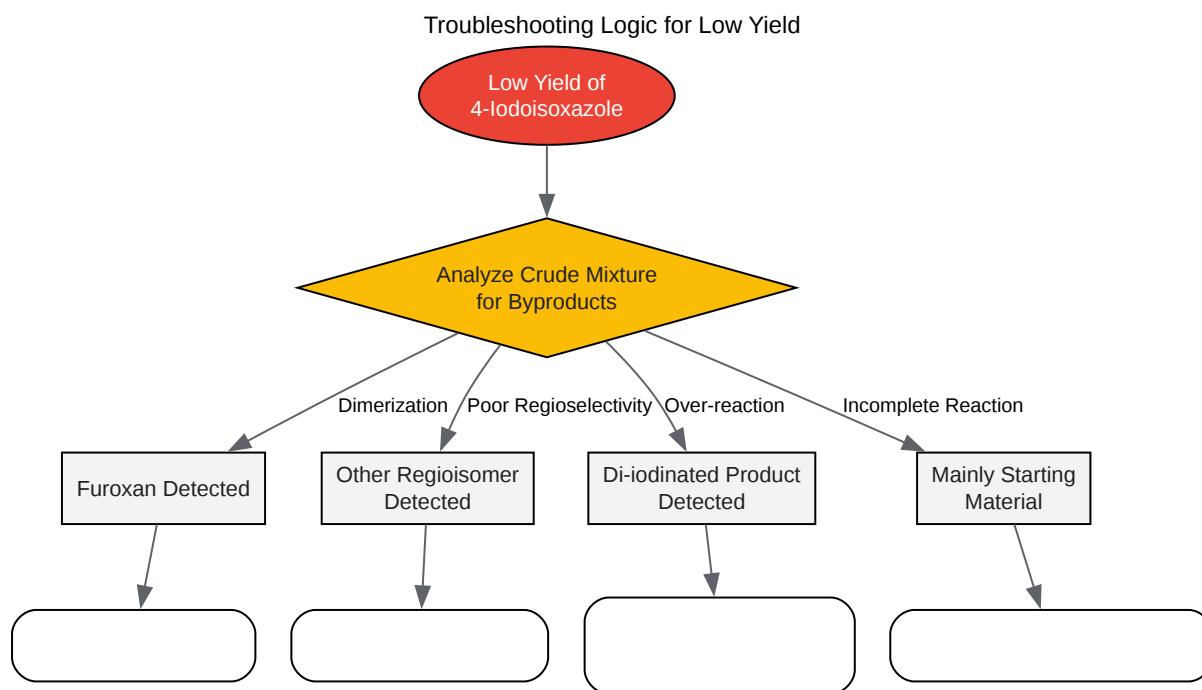 Troubleshooting Logic for Low Yield
Low Yield of
4-Iodoisoxazole
Analyze Crude Mixture
for Byproducts
Dimerization
Poor Regioselectivity
Over-reaction
Incomplete Reaction
Furoxan Detected
Other Regioisomer
Detected
Di-iodinated Product
Detected
Mainly Starting
Material